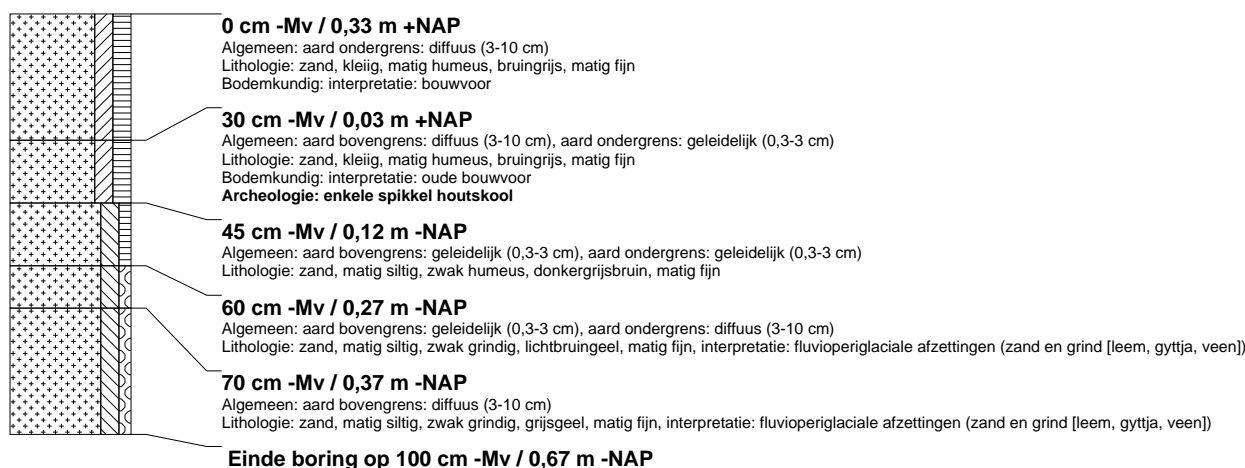 0 cm -Mv / 0,33 m +NAP
Algemeen: aard ondergrens: diffuus (3-10 cm)
Lithologie: zand, kleiig, matig humeus, bruingrijs, matig fijn
Bodemkundig: interpretatie: bouwvoor
30 cm -Mv / 0,03 m +NAP
Algemeen: aard bovengrens: diffuus (3-10 cm), aard ondergrens: geleidelijk (0,3-3 cm)
Lithologie: zand, kleiig, matig humeus, bruingrijs, matig fijn
Bodemkundig: interpretatie: oude bouwvoor
Archeologie: enkele spikkel houtskool
45 cm -Mv / 0,12 m -NAP
Algemeen: aard bovengrens: geleidelijk (0,3-3 cm), aard ondergrens: geleidelijk (0,3-3 cm)
Lithologie: zand, matig siltig, zwak humeus, donkergrijsbruin, matig fijn
60 cm -Mv / 0,27 m -NAP
Algemeen: aard bovengrens: geleidelijk (0,3-3 cm), aard ondergrens: diffuus (3-10 cm)
Lithologie: zand, matig siltig, zwak grindig, lichtbruingeel, matig fijn, interpretatie: fluvioperiglaciale afzettingen (zand en grind [leem, gyttja, veen])
70 cm -Mv / 0,37 m -NAP
Algemeen: aard bovengrens: diffuus (3-10 cm)
Lithologie: zand, matig siltig, zwak grindig, grijsgeel, matig fijn, interpretatie: fluvioperiglaciale afzettingen (zand en grind [leem, gyttja, veen])
Einde boring op 100 cm -Mv / 0,67 m -NAP